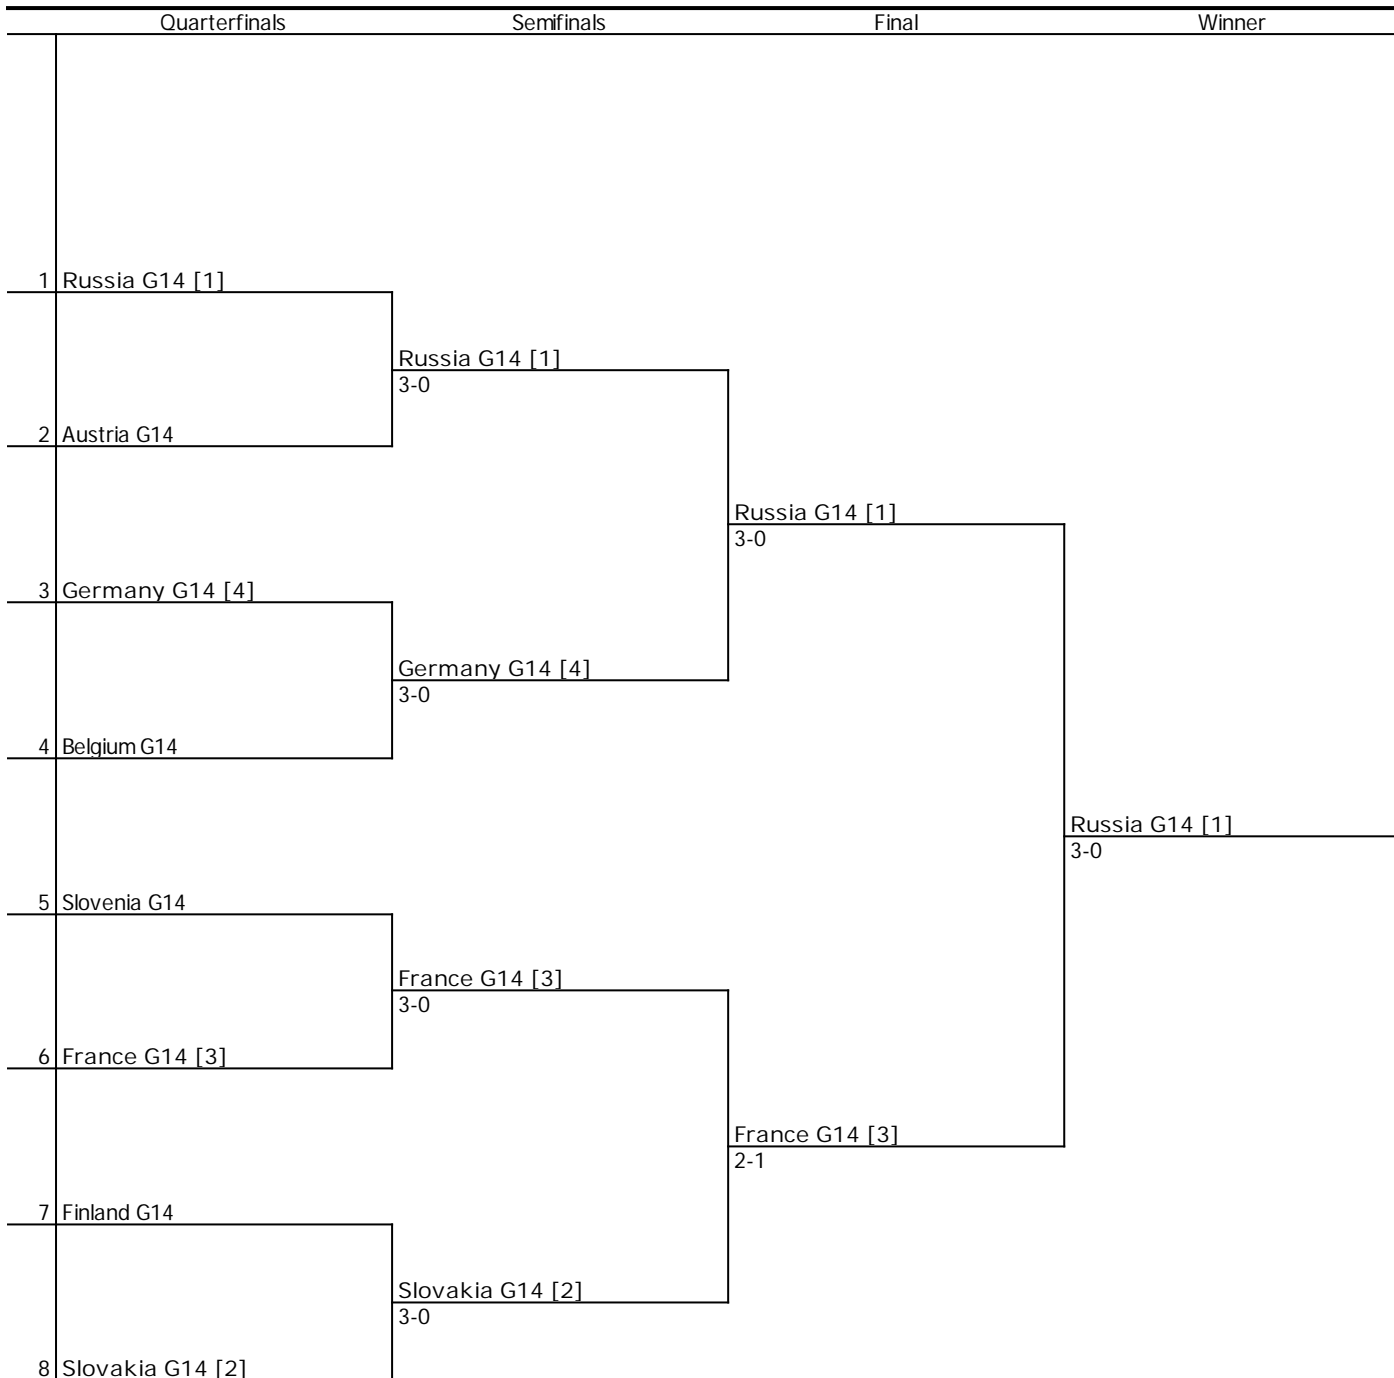 Quarterfinals Semifinals Final Winner
1 Russia G14 [1]
Russia G14 [1]
3-0
2 Austria G14
Russia G14 [1]
3-0
3 Germany G14 [4]
Germany G14 [4]
3-0
4 Belgium G14
Russia G14 [1]
3-0
5 Slovenia G14
France G14 [3]
3-0
6 France G14 [3]
France G14 [3]
2-1
7 Finland G14
Slovakia G14 [2]
3-0
8 Slovakia G14 [2]